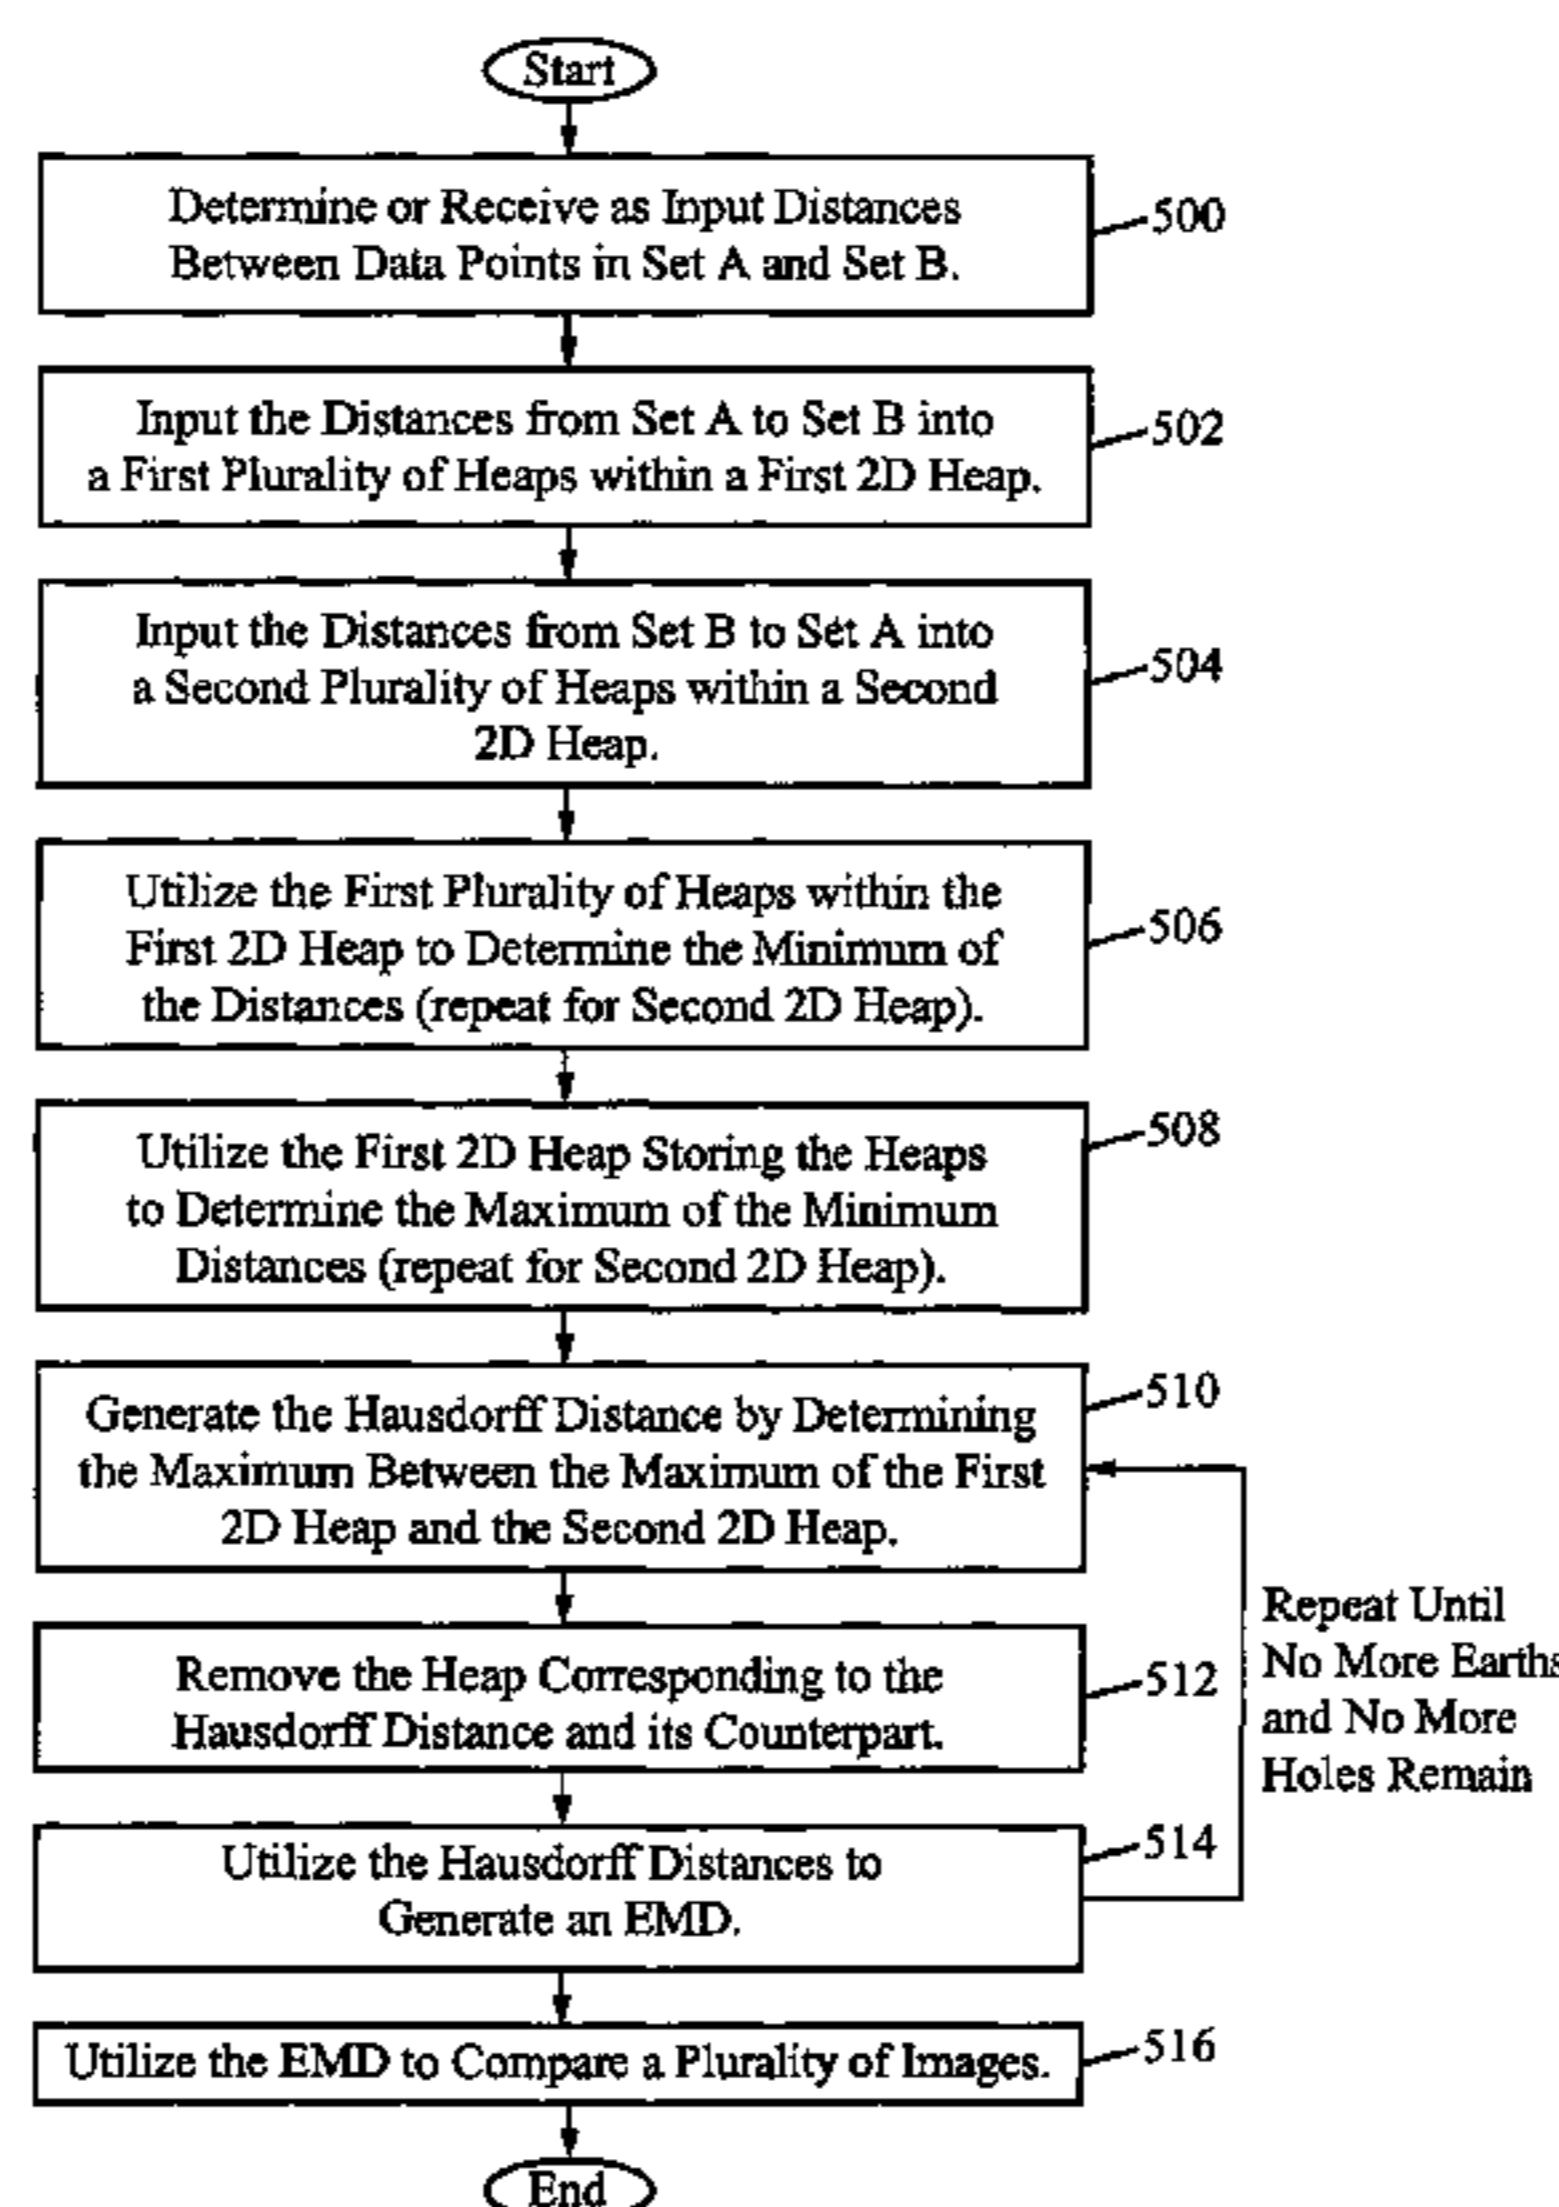 Start
Determine or Receive as Input Distances
Between Data Points in Set A and Set B.
500
Input the Distances from Set A to Set B into
a First Plurality of Heaps within a First 2D Heap.
502
Input the Distances from Set B to Set A into
a Second Plurality of Heaps within a Second
2D Heap.
504
Utilize the First Plurality of Heaps within the
First 2D Heap to Determine the Minimum of
the Distances (repeat for Second 2D Heap).
506
Utilize the First 2D Heap Storing the Heaps
to Determine the Maximum of the Minimum
Distances (repeat for Second 2D Heap).
508
Generate the Hausdorff Distance by Determining
the Maximum Between the Maximum of the First
2D Heap and the Second 2D Heap.
510
Repeat Until
No More Earths
and No More
Holes Remain
Remove the Heap Corresponding to the
Hausdorff Distance and its Counterpart.
512
Utilize the Hausdorff Distances to
Generate an EMD.
514
Utilize the EMD to Compare a Plurality of Images.
516
End